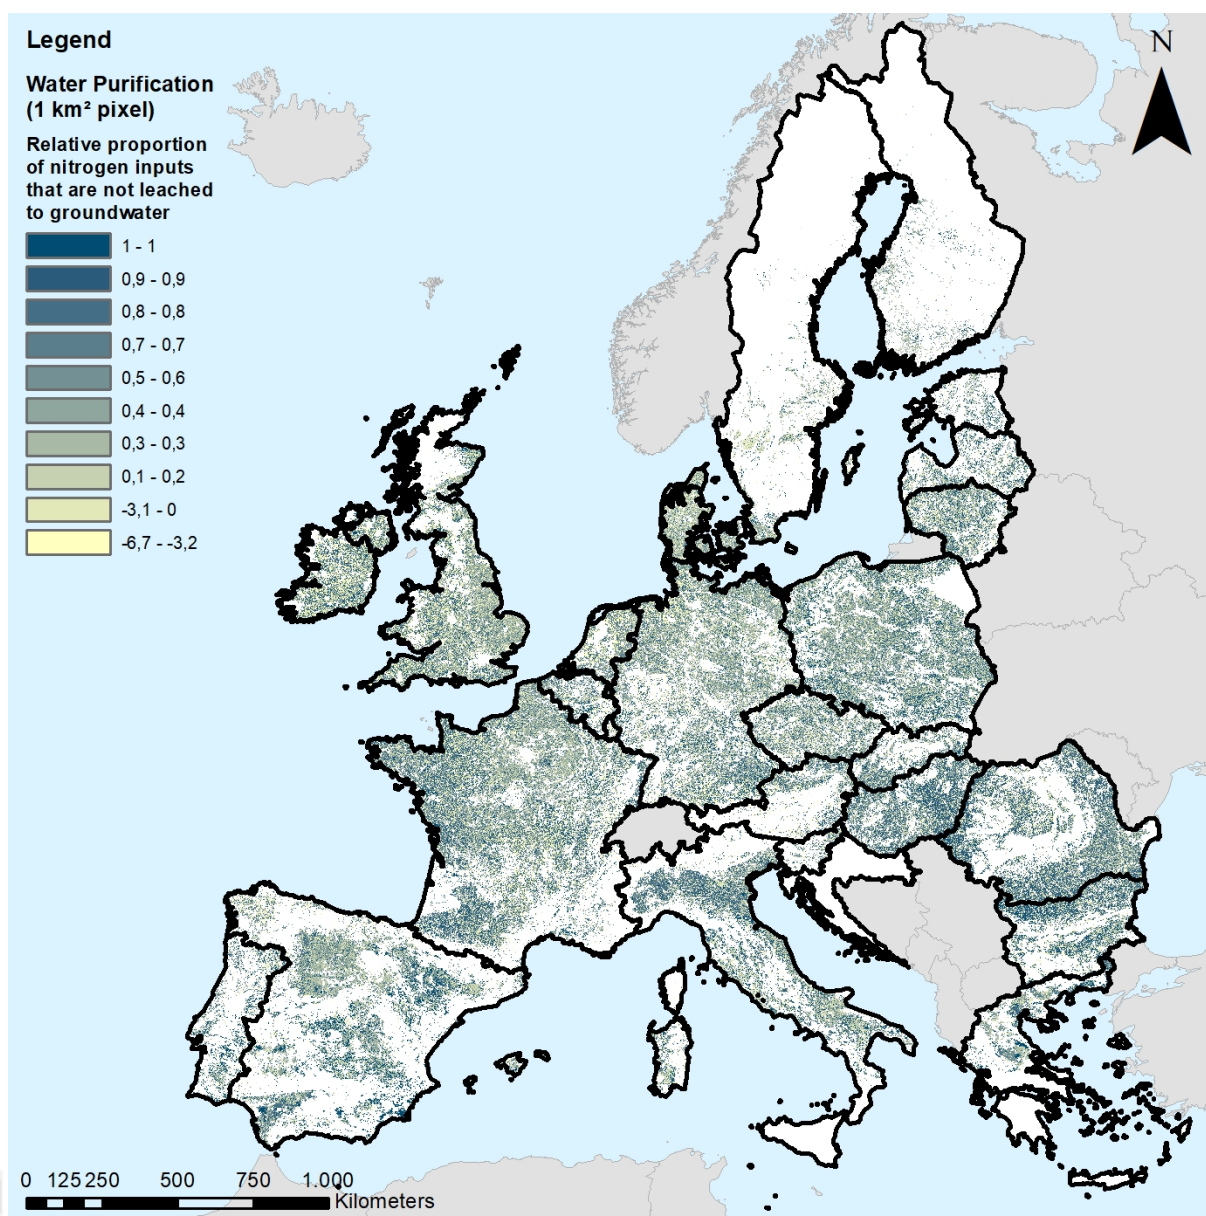 Legend
Water Purification
(1 km² pixel)
Relative proportion
of nitrogen inputs
that are not leached
to groundwater
1 - 1
0,9 - 0,9
0,8 - 0,8
0,7 - 0,7
0,5 - 0,6
0,4 - 0,4
0,3 - 0,3
0,1 - 0,2
-3,1 - 0
-6,7 - -3,2
N
0 125 250 500 750 1.000
Kilometers